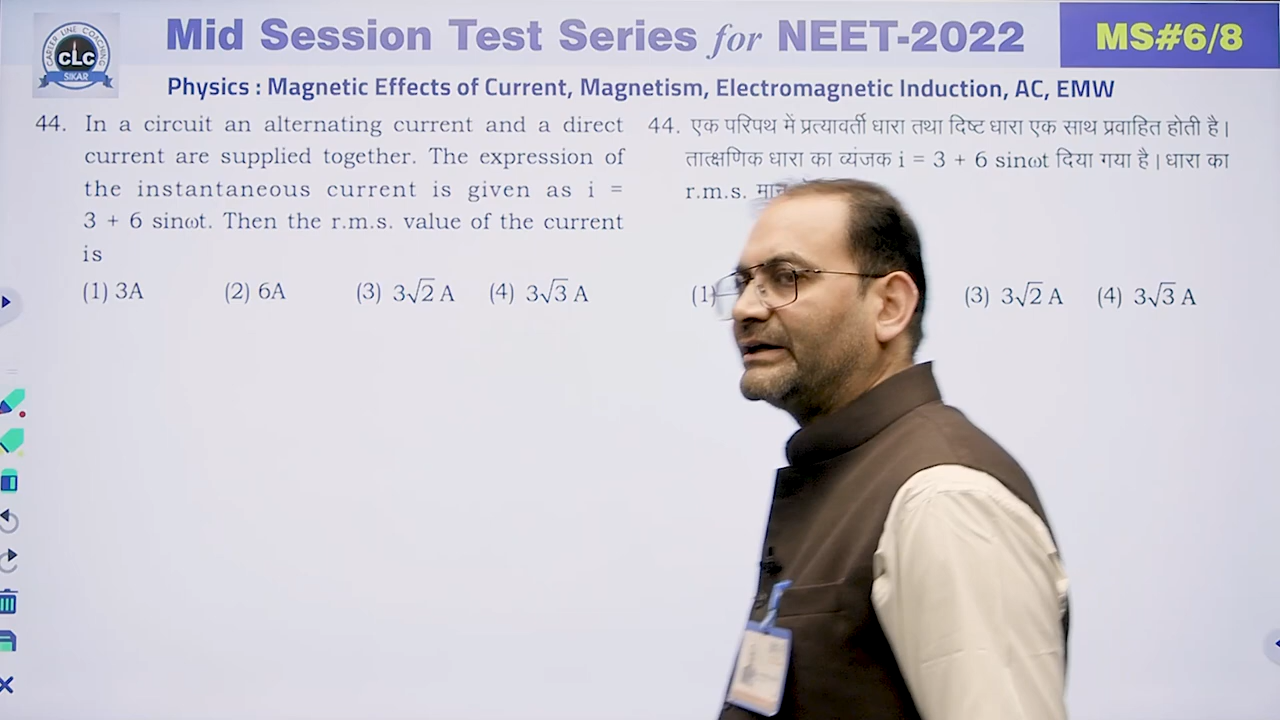 Mid Session Test Series for NEET-2022
MS#6/8
CAREER LINE COACHING
CLC
SIKAR
Physics : Magnetic Effects of Current, Magnetism, Electromagnetic Induction, AC, EMW
44. In a circuit an alternating current and a direct
current are supplied together. The expression of
the instantaneous current is given as i =
3 + 6 sinωt. Then the r.m.s. value of the current
is
(1) 3A (2) 6A (3) 3√2 A (4) 3√3 A
44. एक परिपथ में प्रत्यावर्ती धारा तथा दिष्ट धारा एक साथ प्रवाहित होती है।
तात्क्षणिक धारा का व्यंजक i = 3 + 6 sinωt दिया गया है। धारा का
r.m.s.
(1) (3) 3√2 A (4) 3√3 A